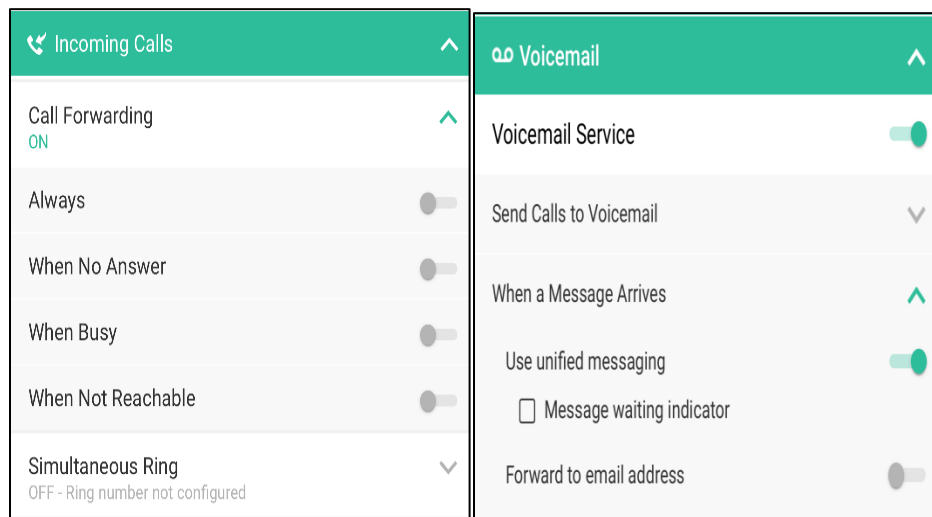 Incoming Calls
Call Forwarding
ON
Always
When No Answer
When Busy
When Not Reachable
Simultaneous Ring
OFF - Ring number not configured
Voicemail
Voicemail Service
Send Calls to Voicemail
When a Message Arrives
Use unified messaging
Message waiting indicator
Forward to email address